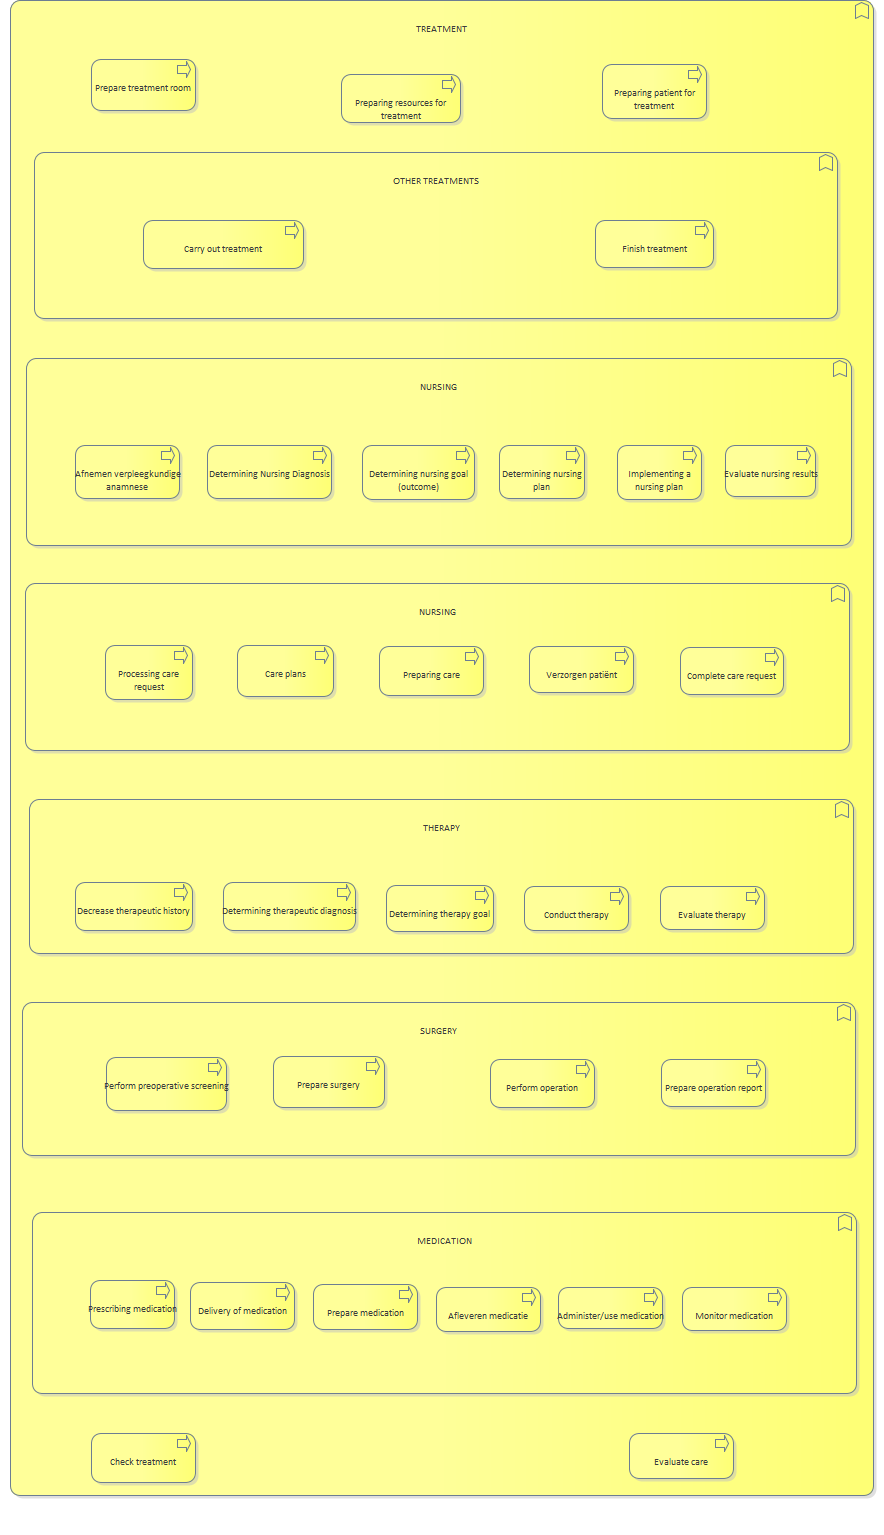 TREATMENT
Prepare treatment room
Preparing resources for
treatment
Preparing patient for
treatment
OTHER TREATMENTS
Carry out treatment
Finish treatment
NURSING
Afnemen verpleegkundige
anamnese
Determining Nursing Diagnosis
Determining nursing goal
(outcome)
Determining nursing
plan
Implementing a
nursing plan
Evaluate nursing results
NURSING
Processing care
request
Care plans
Preparing care
Verzorgen patiënt
Complete care request
THERAPY
Decrease therapeutic history
Determining therapeutic diagnosis
Determining therapy goal
Conduct therapy
Evaluate therapy
SURGERY
Perform preoperative screening
Prepare surgery
Perform operation
Prepare operation report
MEDICATION
Prescribing medication
Delivery of medication
Prepare medication
Afleveren medicatie
Administer/use medication
Monitor medication
Check treatment
Evaluate care